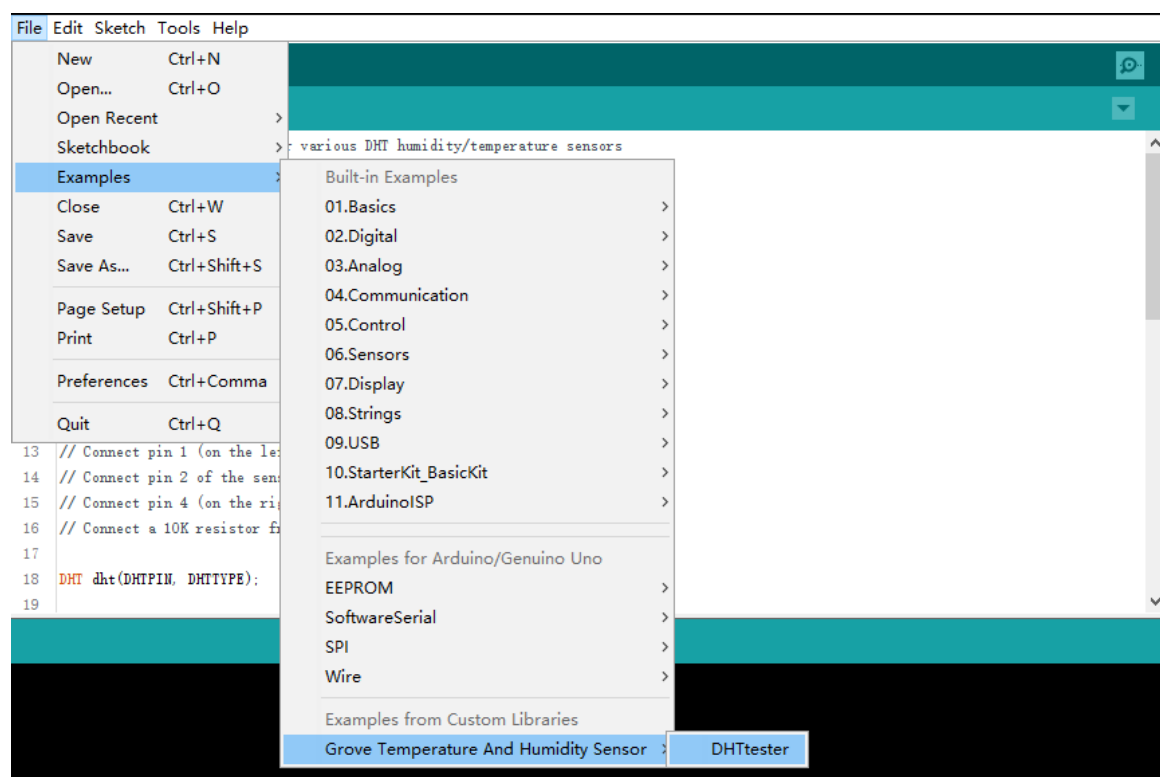 File Edit Sketch Tools Help
New Ctrl+N
Open... Ctrl+O
Open Recent
Sketchbook
Examples
Close Ctrl+W
Save Ctrl+S
Save As... Ctrl+Shift+S
Page Setup Ctrl+Shift+P
Print Ctrl+P
Preferences Ctrl+Comma
Quit Ctrl+Q
various DHT humidity/temperature sensors
Built-in Examples
01.Basics
02.Digital
03.Analog
04.Communication
05.Control
06.Sensors
07.Display
08.Strings
09.USB
10.StarterKit_BasicKit
11.ArduinoISP
Examples for Arduino/Genuino Uno
EEPROM
SoftwareSerial
SPI
Wire
Examples from Custom Libraries
Grove Temperature And Humidity Sensor
DHTtester
13 // Connect pin 1 (on the
14 // Connect pin 2 of the
15 // Connect pin 4 (on the
16 // Connect a 10K resistor
17
18 DHT dht(DHTPIN, DHTTYPE);
19